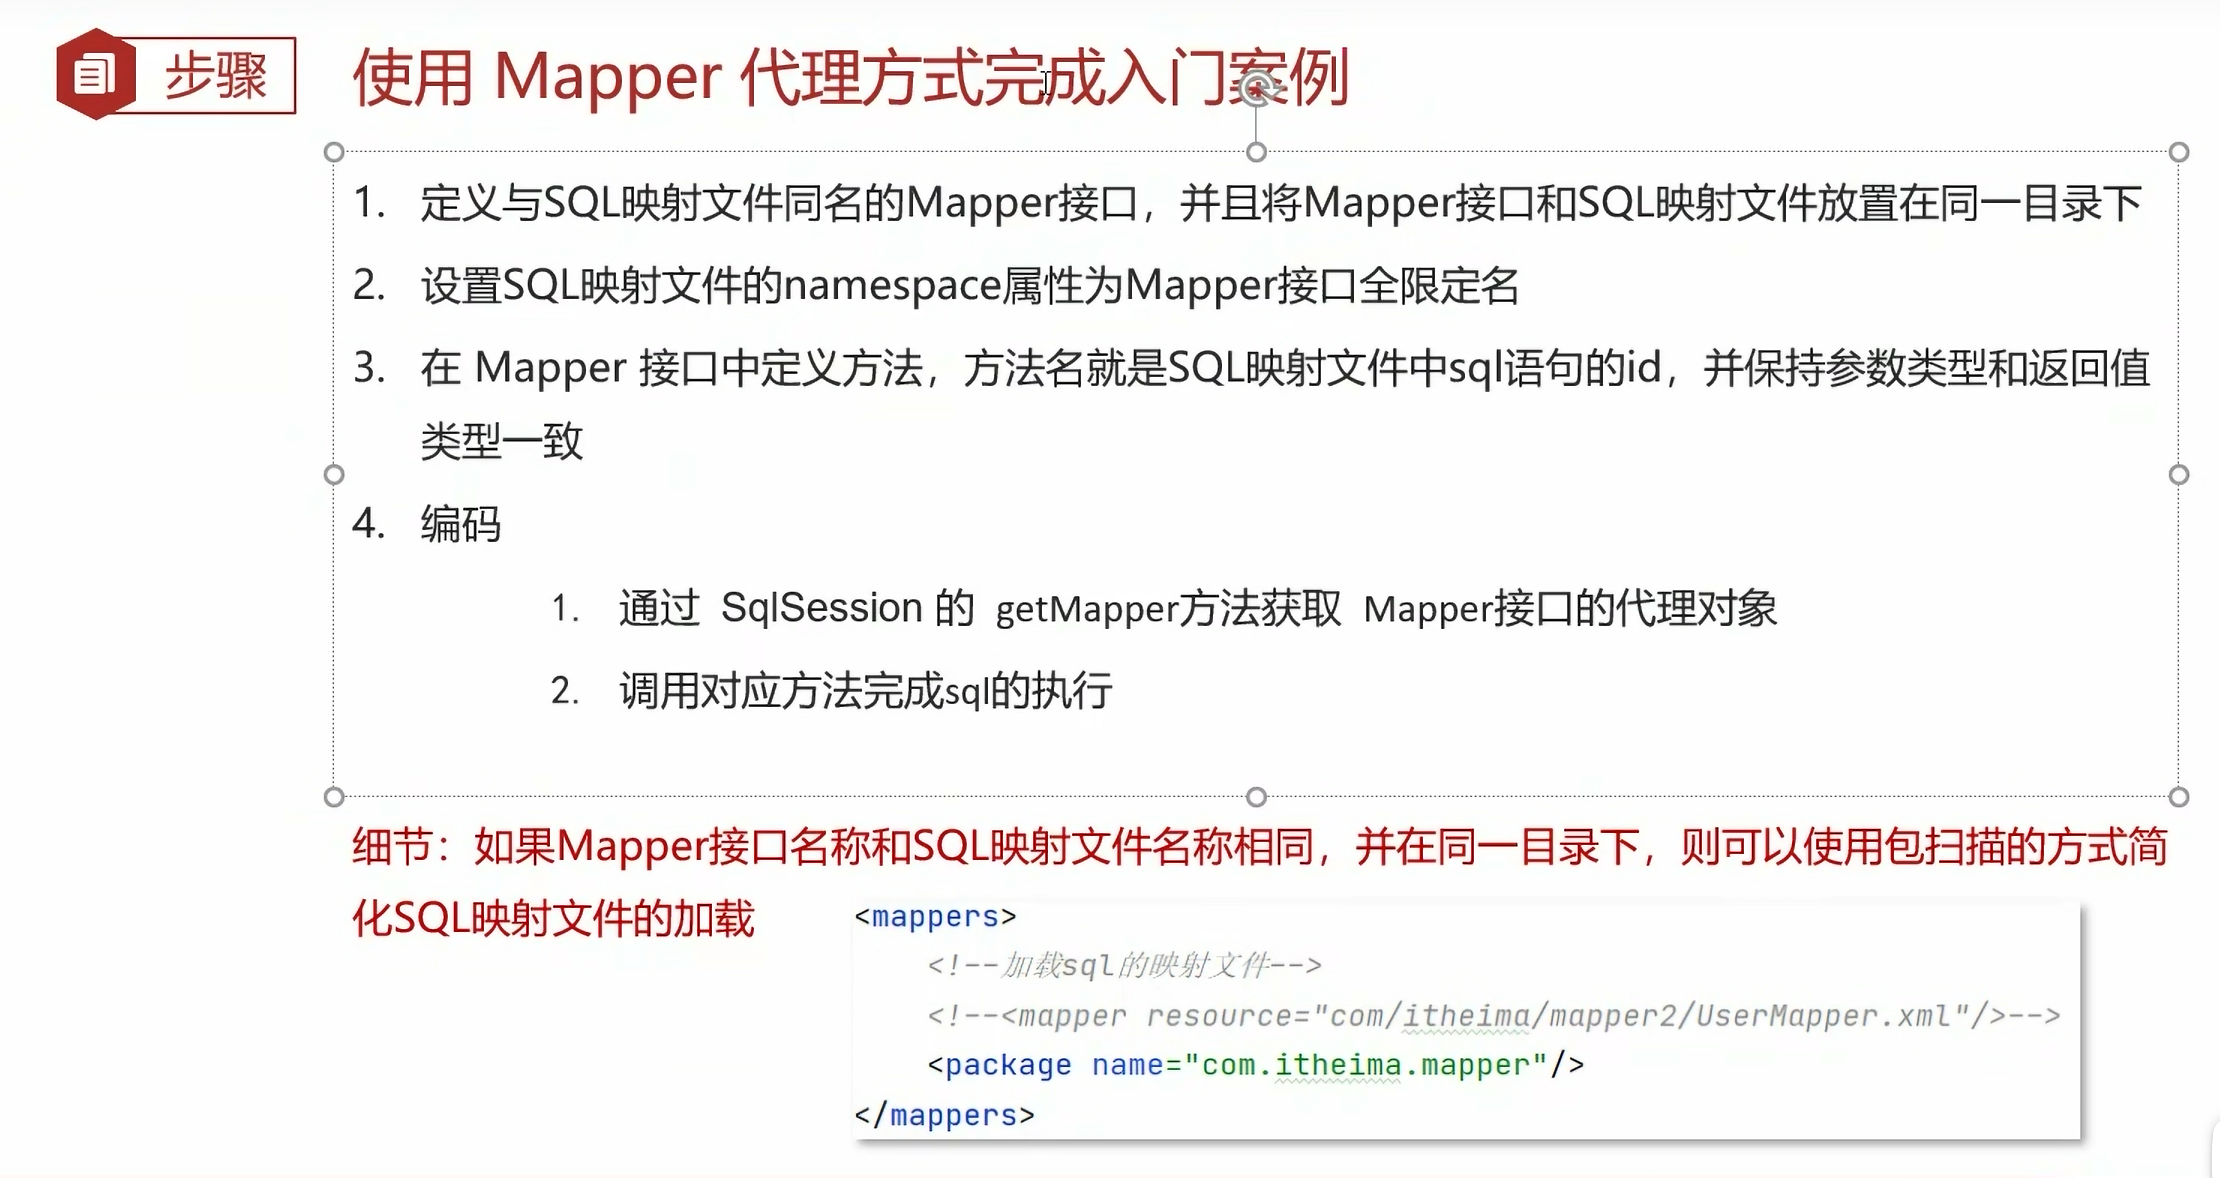 步骤
使用 Mapper 代理方式完成入门案例
1. 定义与SQL映射文件同名的Mapper接口，并且将Mapper接口和SQL映射文件放置在同一目录下
2. 设置SQL映射文件的namespace属性为Mapper接口全限定名
3. 在 Mapper 接口中定义方法，方法名就是SQL映射文件中sql语句的id，并保持参数类型和返回值
类型一致
4. 编码
1. 通过 SqlSession 的 getMapper方法获取 Mapper接口的代理对象
2. 调用对应方法完成sql的执行
细节：如果Mapper接口名称和SQL映射文件名称相同，并在同一目录下，则可以使用包扫描的方式简
化SQL映射文件的加载
<mappers>
<!--加载sql的映射文件-->
<!--<mapper resource="com/itheima/mapper2/UserMapper.xml"/>-->
<package name="com.itheima.mapper"/>
</mappers>